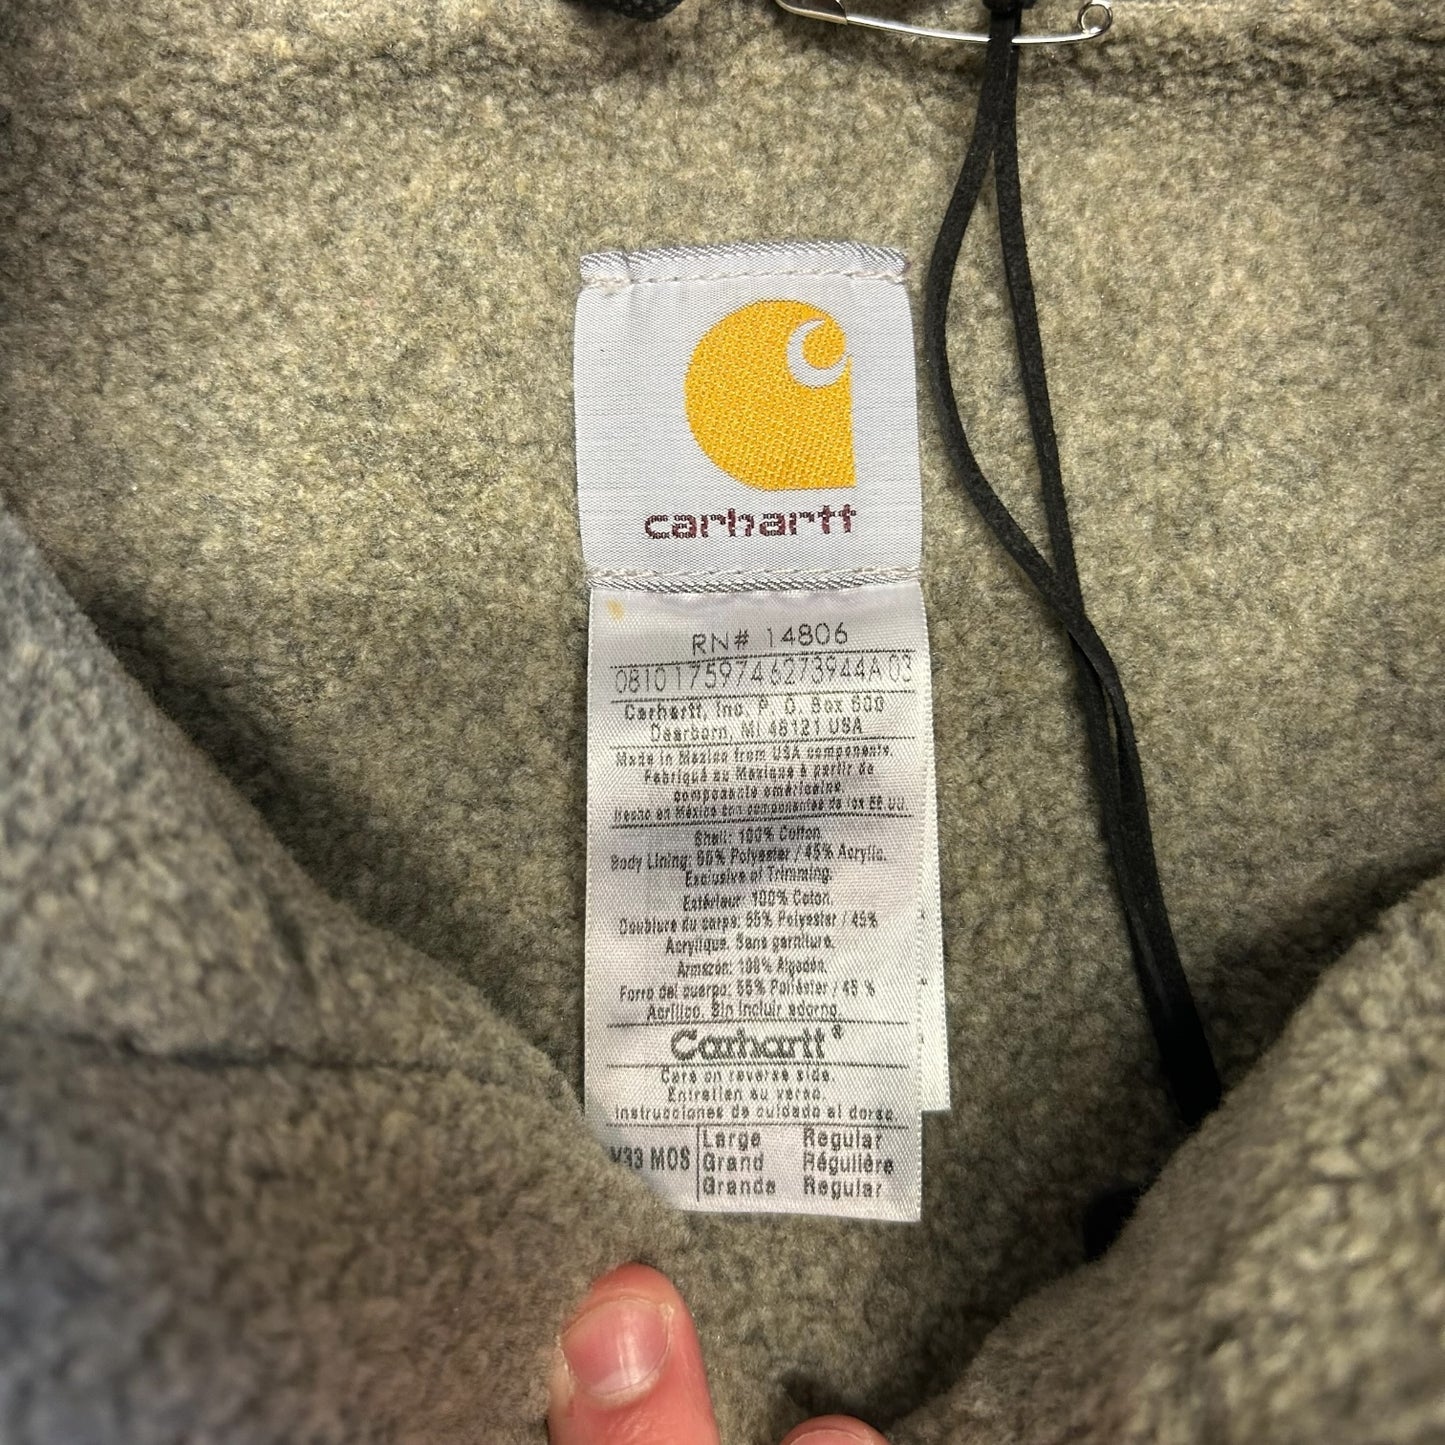 carhartt
RN# 14806
0810 1759746273944A 03
Carhartt, Inc. P. O. Box 600
Dearborn, MI 48121 USA
Made in Mexico from USA components.
Fabriqué au Mexique à partir de
composants américains.
Hecho en México con componentes de los EE.UU.
Shell: 100% Cotton
Body Lining: 55% Polyester / 45% Acrylic.
Exclusive of Trimming.
Extérieur: 100% Coton.
Doublure du corps: 55% Polyester / 45%
Acrylique. Sans garniture.
Armazón: 100% Algodón.
Forro del cuerpo: 55% Poliéster / 45 %
Acrílico. Sin incluir adorno.
Carhartt®
Care on reverse side.
Entretien au verso.
Instrucciones de cuidado al dorso.
V33 MOS Large Regular
Grand Régulière
Grande Regular